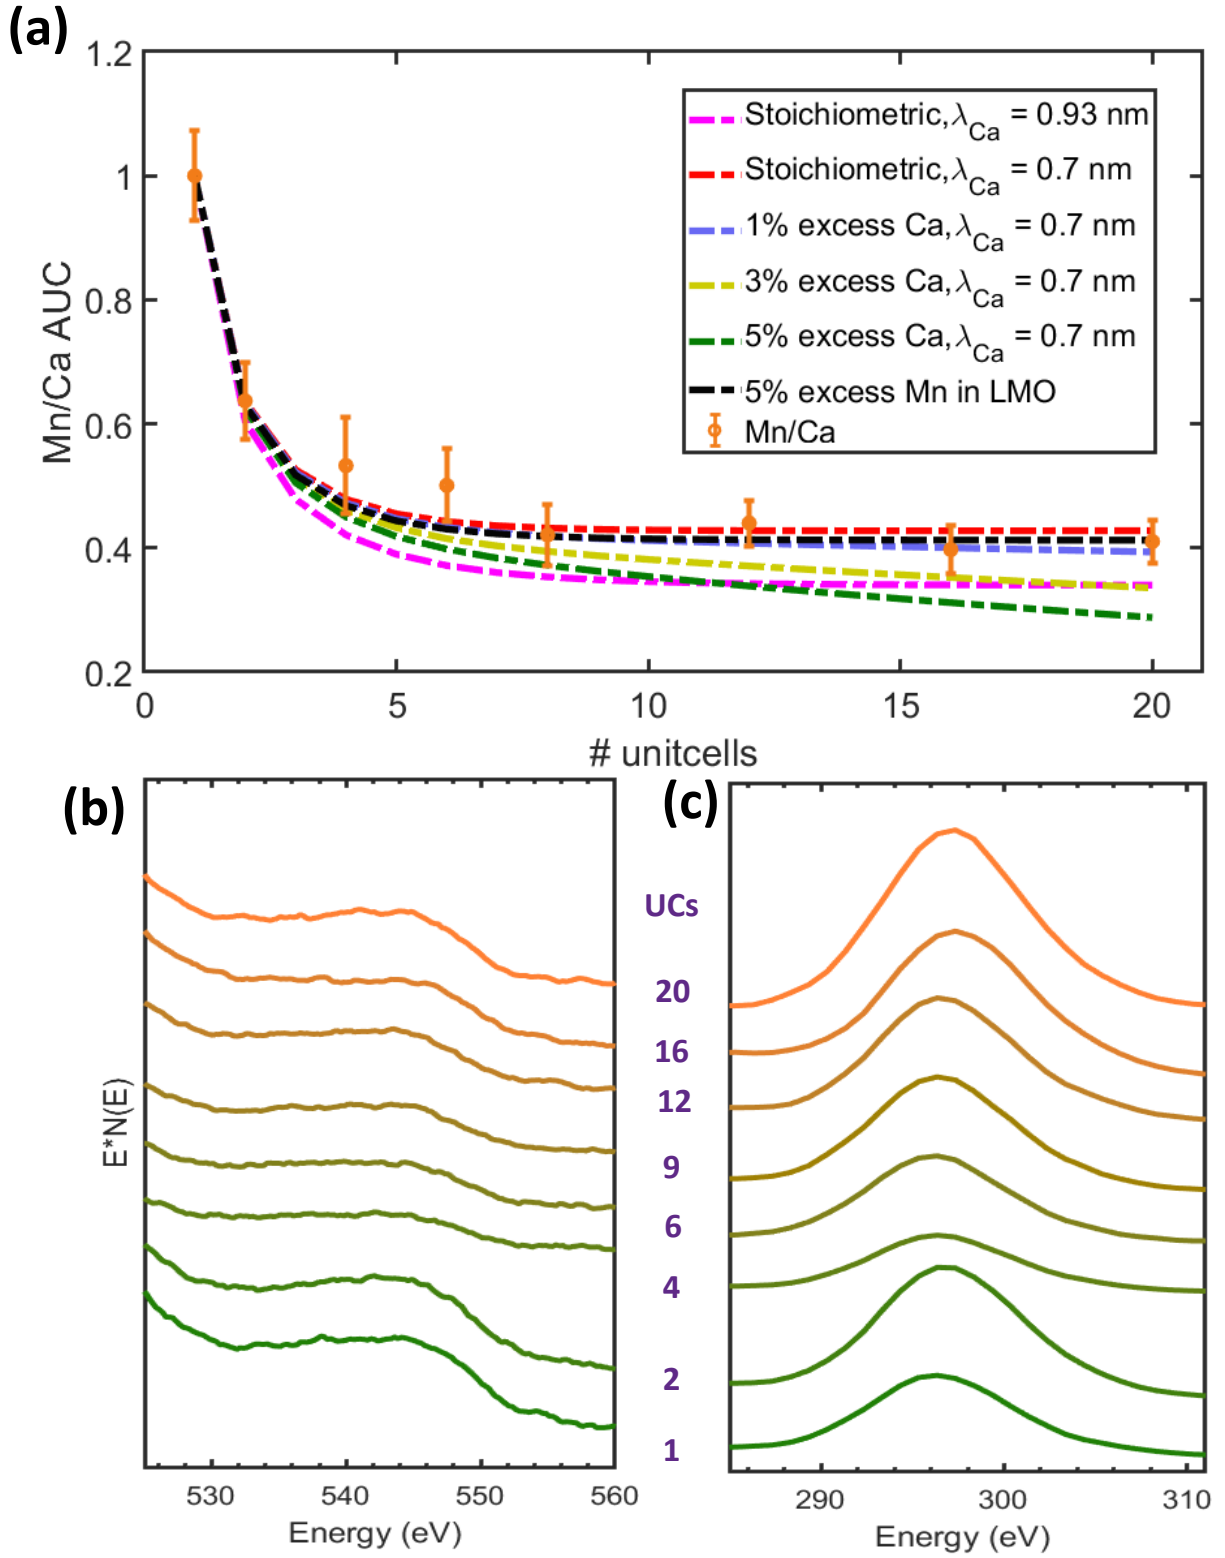 (a)
1.2
1
0.8
0.6
0.4
0.2
Mn/Ca AUC
Stoichiometric,λCa = 0.93 nm
Stoichiometric,λCa = 0.7 nm
1% excess Ca,λCa = 0.7 nm
3% excess Ca,λCa = 0.7 nm
5% excess Ca,λCa = 0.7 nm
5% excess Mn in LMO
Mn/Ca
0 5 10 15 20
# unitcells
(b)
E*N(E)
530 540 550 560
Energy (eV)
UCs
20
16
12
9
6
4
2
1
(c)
290 300 310
Energy (eV)